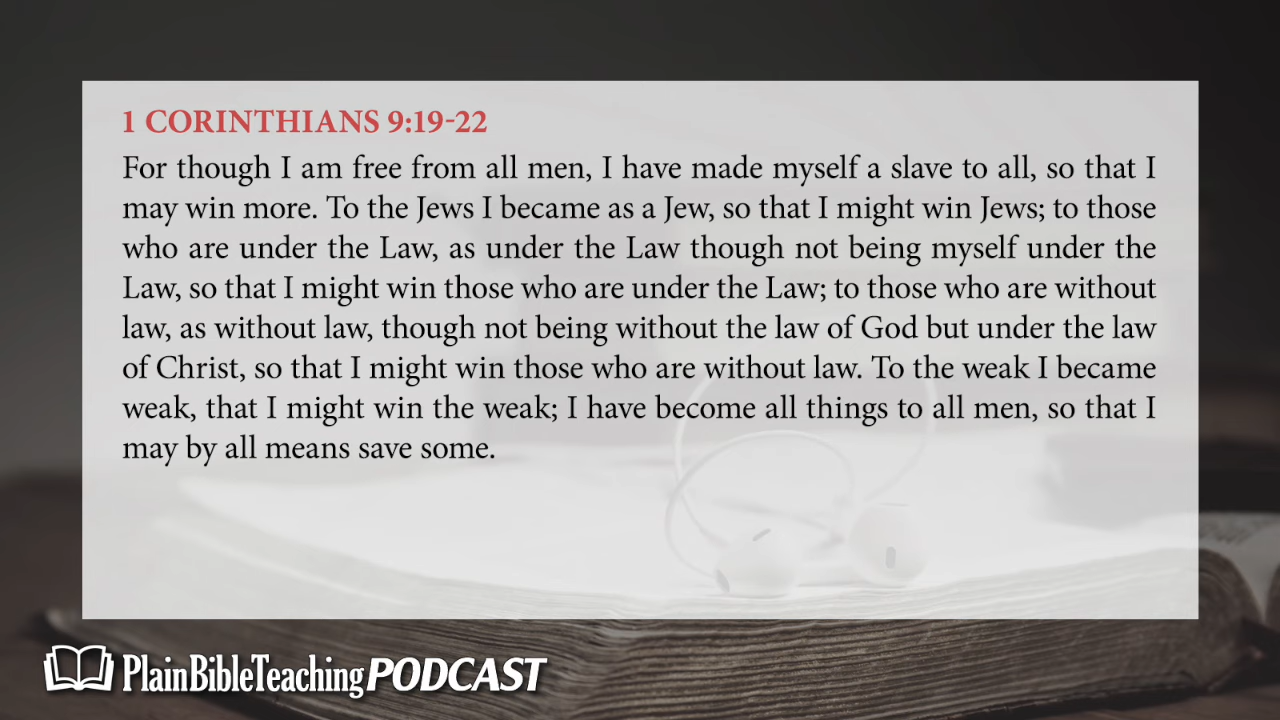 1 CORINTHIANS 9:19-22
For though I am free from all men, I have made myself a slave to all, so that I
may win more. To the Jews I became as a Jew, so that I might win Jews; to those
who are under the Law, as under the Law though not being myself under the
Law, so that I might win those who are under the Law; to those who are without
law, as without law, though not being without the law of God but under the law
of Christ, so that I might win those who are without law. To the weak I became
weak, that I might win the weak; I have become all things to all men, so that I
may by all means save some.
PlainBibleTeaching PODCAST